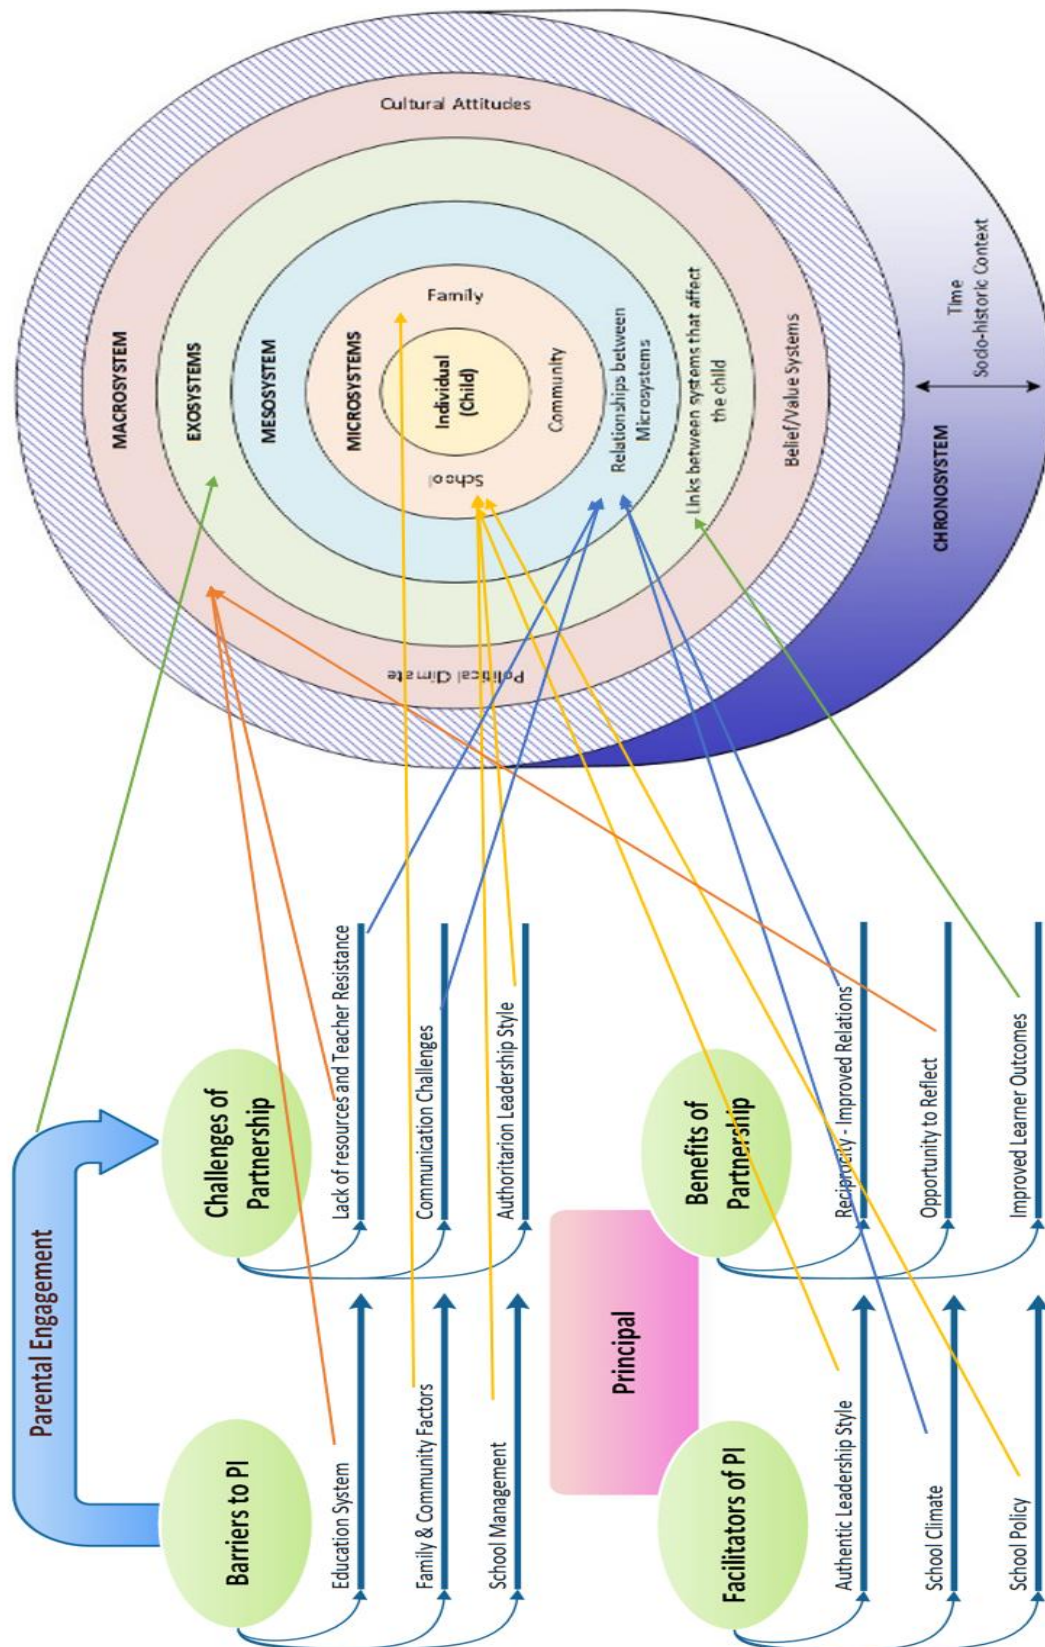 Parental Engagement
Barriers to PI
Education System
Family & Community Factors
School Management
Challenges of
Partnership
Lack of resources and Teacher Resistance
Communication Challenges
Authoritarion Leadership Style
Principal
Facilitators of PI
Authentic Leadership Style
School Climate
School Policy
Benefits of
Partnership
Reciprocity - Improved Relations
Opportunity to Reflect
Improved Learner Outcomes
MACROSYSTEM
EXOSYSTEMS
MESOSYSTEM
MICROSYSTEMS
Individual
(Child)
School
Family
Community
Relationships between
Microsystems
Links between systems that affect
the child
Belief/Value Systems
Political Climate
Cultural Attitudes
CHRONOSYSTEM
Time
Socio-historic Context